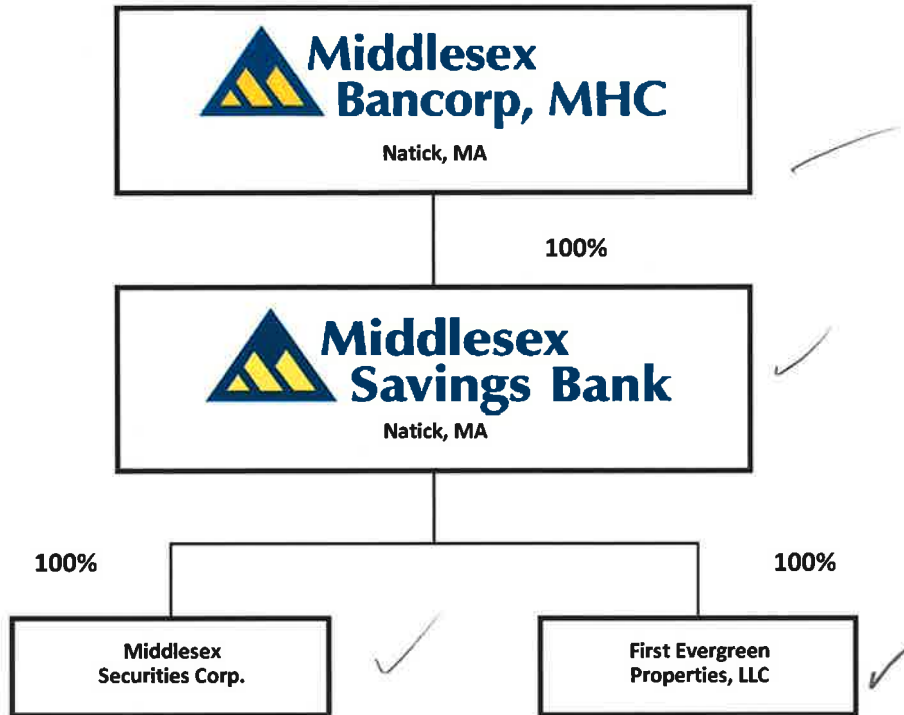 Middlesex
Bancorp, MHC
Natick, MA
100%
Middlesex
Savings Bank
Natick, MA
100%
100%
Middlesex
Securities Corp.
First Evergreen
Properties, LLC